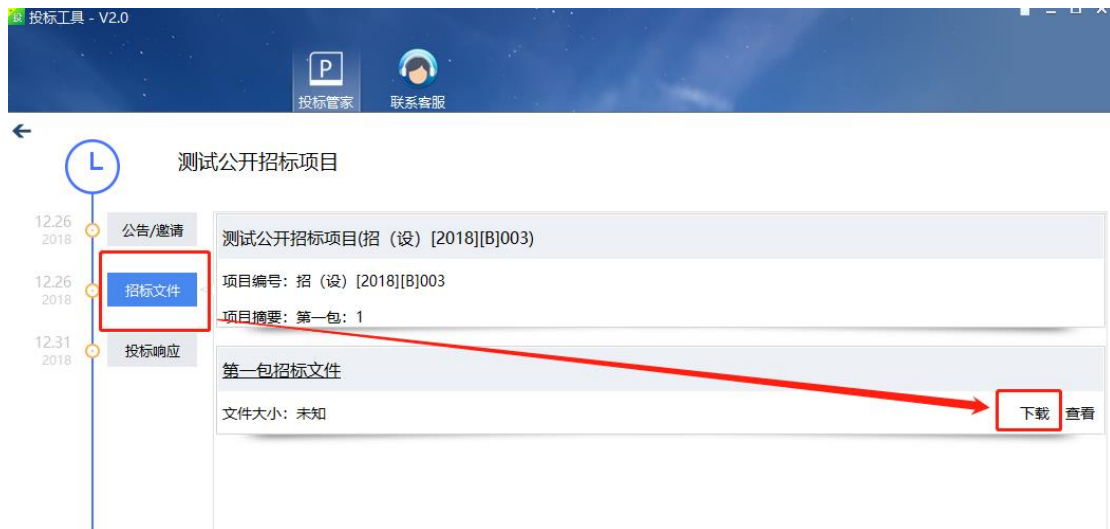 设 投标工具 - V2.0
P
投标管家
联系客服
测试公开招标项目
12.26
2018
公告/邀请
测试公开招标项目(招（设）[2018][B]003)
12.26
2018
招标文件
项目编号：招（设）[2018][B]003
项目摘要：第一包：1
12.31
2018
投标响应
第一包招标文件
文件大小：未知
下载 查看